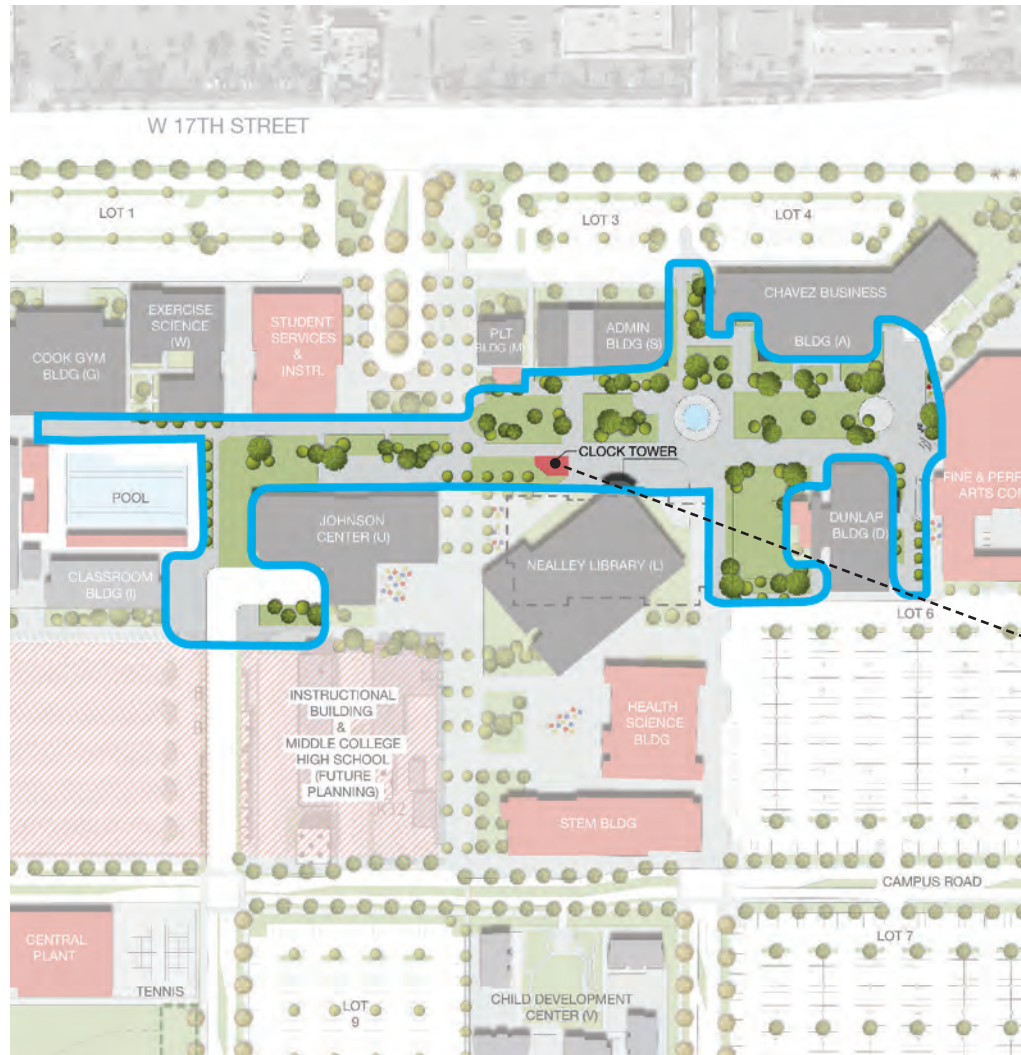 W 17TH STREET
LOT 1
LOT 3
LOT 4
CHAVEZ BUSINESS
BLDG (A)
EXERCISE
SCIENCE (W)
STUDENT
SERVICES
&
INSTR.
PLT
BLDG (M)
ADMIN
BLDG (S)
COOK GYM
BLDG (G)
CLOCK TOWER
POOL
JOHNSON
CENTER (U)
NEALLEY LIBRARY (L)
DUNLAP
BLDG (D)
FINE & PERF
ARTS CO
CLASSROOM
BLDG (I)
LOT 6
INSTRUCTIONAL
BUILDING
&
MIDDLE COLLEGE
HIGH SCHOOL
(FUTURE
PLANNING)
HEALTH
SCIENCE
BLDG
STEM BLDG
CAMPUS ROAD
CENTRAL
PLANT
TENNIS
LOT
9
CHILD DEVELOPMENT
CENTER (V)
LOT 7